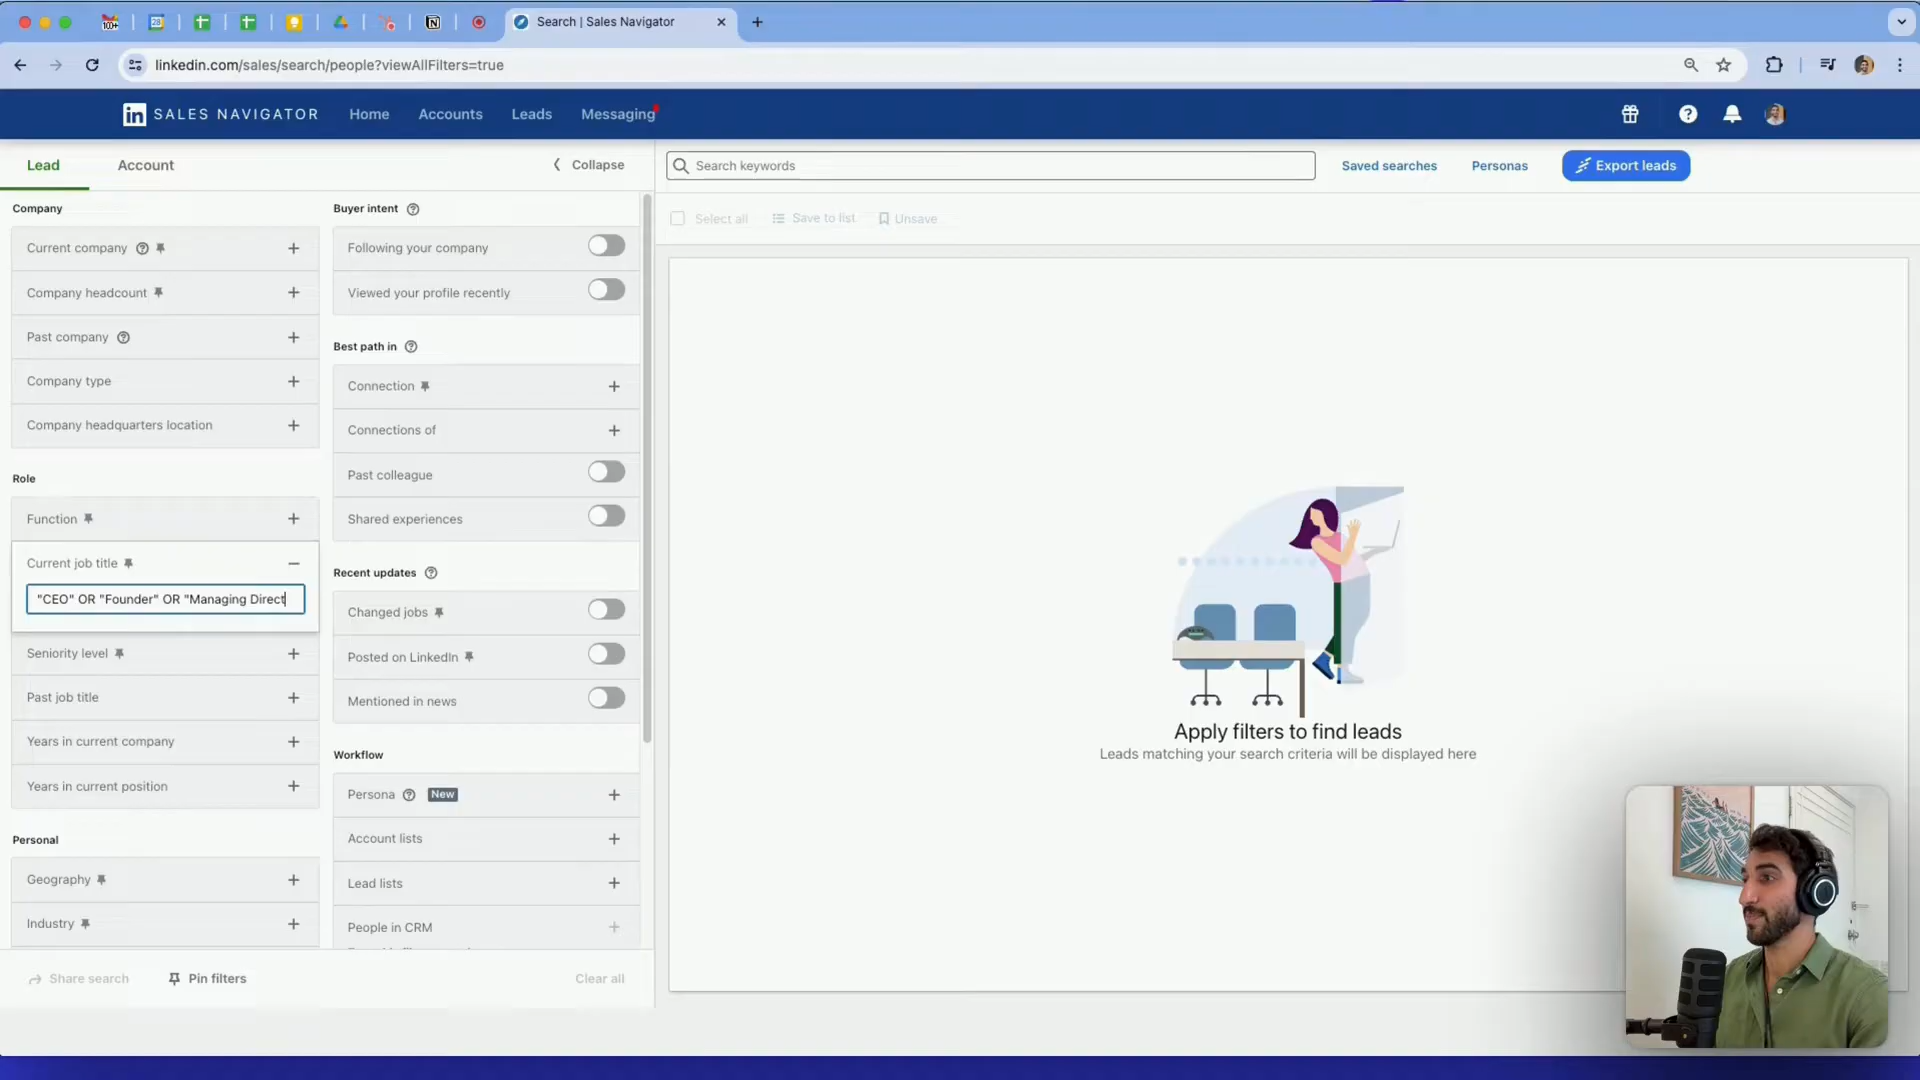 100+
28
Search | Sales Navigator
linkedin.com/sales/search/people?viewAllFilters=true
in SALES NAVIGATOR
Home
Accounts
Leads
Messaging
Lead
Account
Collapse
Search keywords
Saved searches
Personas
Export leads
Select all
Save to list
Unsave
Company
Current company
Company headcount
Past company
Company type
Company headquarters location
Role
Function
Current job title
"CEO" OR "Founder" OR "Managing Direct
Seniority level
Past job title
Years in current company
Years in current position
Personal
Geography
Industry
Buyer intent
Following your company
Viewed your profile recently
Best path in
Connection
Connections of
Past colleague
Shared experiences
Recent updates
Changed jobs
Posted on LinkedIn
Mentioned in news
Workflow
Persona New
Account lists
Lead lists
People in CRM
Share search
Pin filters
Clear all
Apply filters to find leads
Leads matching your search criteria will be displayed here